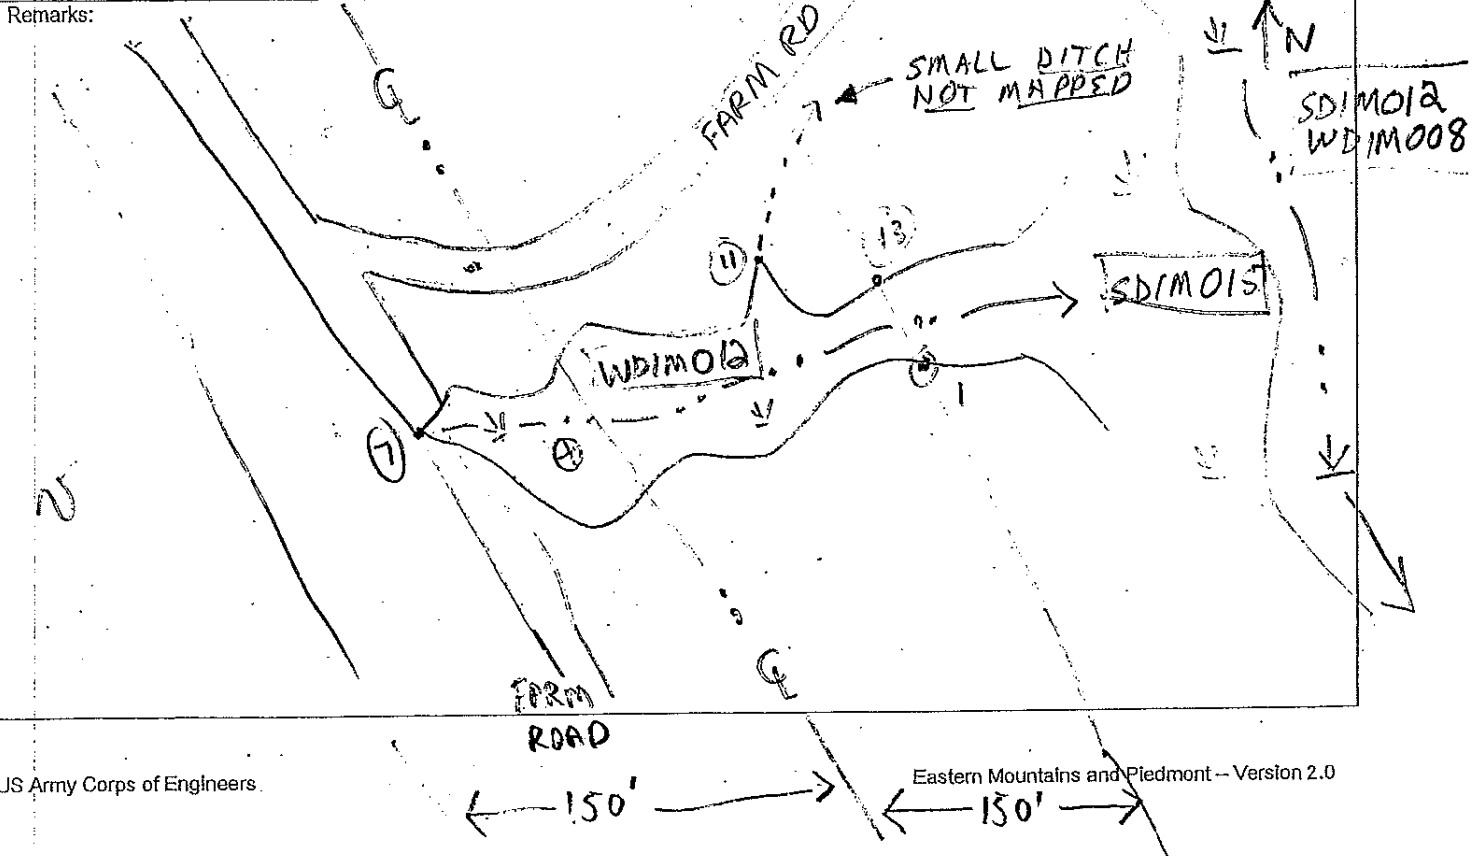 Remarks:
FARM RD
SMALL DITCH
NOT MAPPED
N
SDIM012
WDIM008
℄
11
13
SDIM015
WDIM012
7
1
℄
FARM
ROAD
US Army Corps of Engineers
Eastern Mountains and Piedmont – Version 2.0
150'
150'